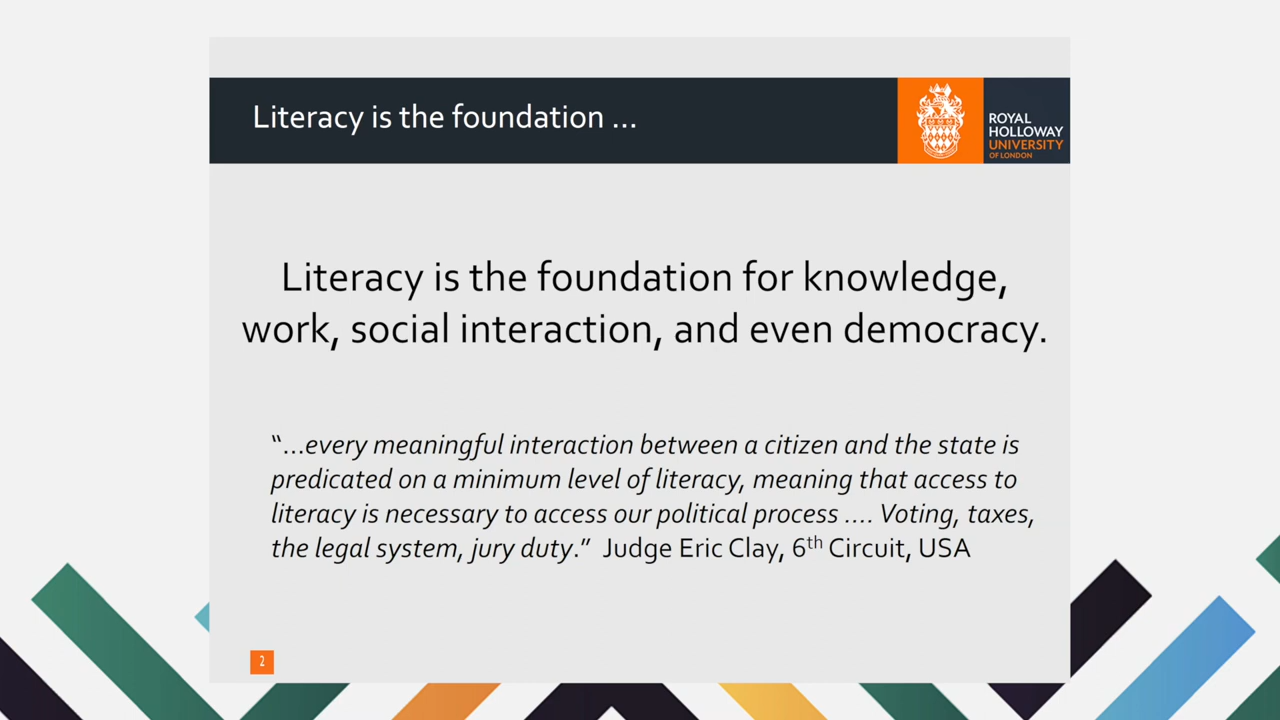 Literacy is the foundation ...
ROYAL
HOLLOWAY
UNIVERSITY
OF LONDON
Literacy is the foundation for knowledge,
work, social interaction, and even democracy.
“...every meaningful interaction between a citizen and the state is
predicated on a minimum level of literacy, meaning that access to
literacy is necessary to access our political process .... Voting, taxes,
the legal system, jury duty.” Judge Eric Clay, 6th Circuit, USA
2